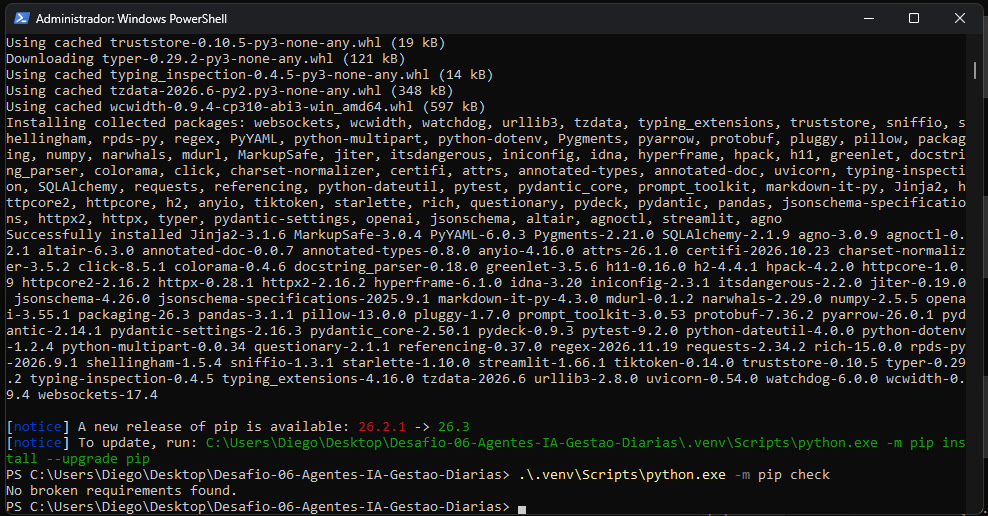 Administrador: Windows PowerShell
Using cached truststore-0.10.5-py3-none-any.whl (19 kB)
Downloading typer-0.29.2-py3-none-any.whl (121 kB)
Using cached typing_inspection-0.4.5-py3-none-any.whl (14 kB)
Using cached tzdata-2026.6-py2.py3-none-any.whl (348 kB)
Using cached wcwidth-0.9.4-cp310-abi3-win_amd64.whl (597 kB)
Installing collected packages: websockets, wcwidth, watchdog, urllib3, tzdata, typing_extensions, truststore, sniffio, s
hellingham, rpds-py, regex, PyYAML, python-multipart, python-dotenv, Pygments, pyarrow, protobuf, pluggy, pillow, packag
ing, numpy, narwhals, mdurl, MarkupSafe, jiter, itsdangerous, iniconfig, idna, hyperframe, hpack, h11, greenlet, docstri
ng_parser, colorama, click, charset-normalizer, certifi, attrs, annotated-types, annotated-doc, uvicorn, typing-inspecti
on, SQLAlchemy, requests, referencing, python-dateutil, pytest, pydantic_core, prompt_toolkit, markdown-it-py, Jinja2, h
ttpcore2, httpcore, h2, anyio, tiktoken, starlette, rich, questionary, pydeck, pydantic, pandas, jsonschema-specificatio
ns, httpx2, httpx, typer, pydantic-settings, openai, jsonschema, altair, agnoctl, streamlit, agno
Successfully installed Jinja2-3.1.6 MarkupSafe-3.0.4 PyYAML-6.0.3 Pygments-2.21.0 SQLAlchemy-2.1.9 agno-3.0.9 agnoctl-0.
2.1 altair-6.3.0 annotated-doc-0.0.7 annotated-types-0.8.0 anyio-4.16.0 attrs-26.1.0 certifi-2026.10.23 charset-normaliz
er-3.5.2 click-8.5.1 colorama-0.4.6 docstring_parser-0.18.0 greenlet-3.5.6 h11-0.16.0 h2-4.4.1 hpack-4.2.0 httpcore-1.0.
9 httpcore2-2.16.2 httpx-0.28.1 httpx2-2.16.2 hyperframe-6.1.0 idna-3.20 iniconfig-2.3.1 itsdangerous-2.2.0 jiter-0.19.0
jsonschema-4.26.0 jsonschema-specifications-2025.9.1 markdown-it-py-4.3.0 mdurl-0.1.2 narwhals-2.29.0 numpy-2.5.5 opena
i-3.55.1 packaging-26.3 pandas-3.1.1 pillow-13.0.0 pluggy-1.7.0 prompt_toolkit-3.0.53 protobuf-7.36.2 pyarrow-26.0.1 pyd
antic-2.14.1 pydantic-settings-2.16.3 pydantic_core-2.50.1 pydeck-0.9.3 pytest-9.2.0 python-dateutil-4.0.0 python-dotenv
-1.2.4 python-multipart-0.0.34 questionary-2.1.1 referencing-0.37.0 regex-2026.11.19 requests-2.34.2 rich-15.0.0 rpds-py
-2026.9.1 shellingham-1.5.4 sniffio-1.3.1 starlette-1.10.0 streamlit-1.66.1 tiktoken-0.14.0 truststore-0.10.5 typer-0.29
.2 typing-inspection-0.4.5 typing_extensions-4.16.0 tzdata-2026.6 urllib3-2.8.0 uvicorn-0.54.0 watchdog-6.0.0 wcwidth-0.
9.4 websockets-17.4
[notice] A new release of pip is available: 26.2.1 -> 26.3
[notice] To update, run: C:\Users\Diego\Desktop\Desafio-06-Agentes-IA-Gestao-Diarias\.venv\Scripts\python.exe -m pip ins
tall --upgrade pip
PS C:\Users\Diego\Desktop\Desafio-06-Agentes-IA-Gestao-Diarias> .\.venv\Scripts\python.exe -m pip check
No broken requirements found.
PS C:\Users\Diego\Desktop\Desafio-06-Agentes-IA-Gestao-Diarias>